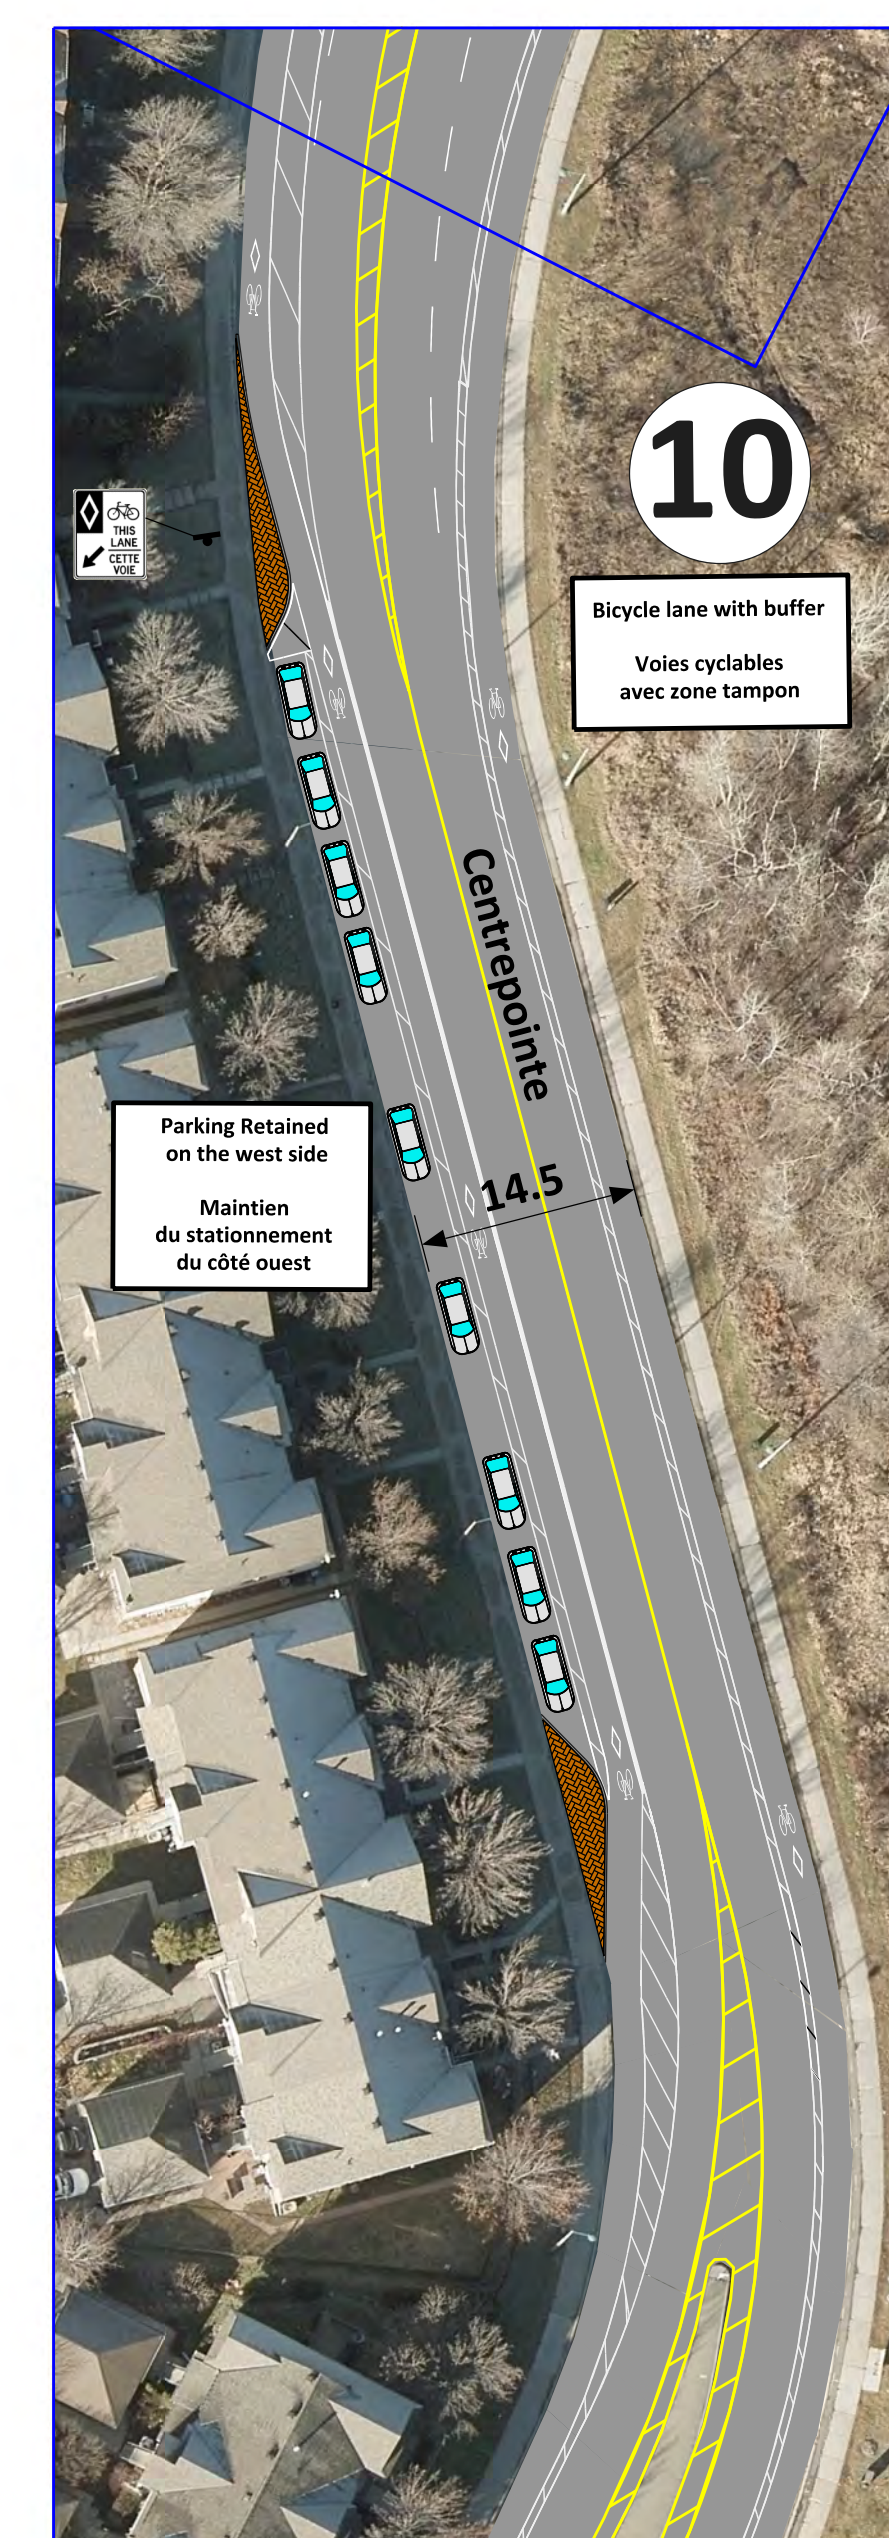 10
THIS
LANE
CETTE
VOIE
Bicycle lane with buffer
Voies cyclables
avec zone tampon
Centrepointe
Parking Retained
on the west side
Maintien
du stationnement
du côté ouest
14.5